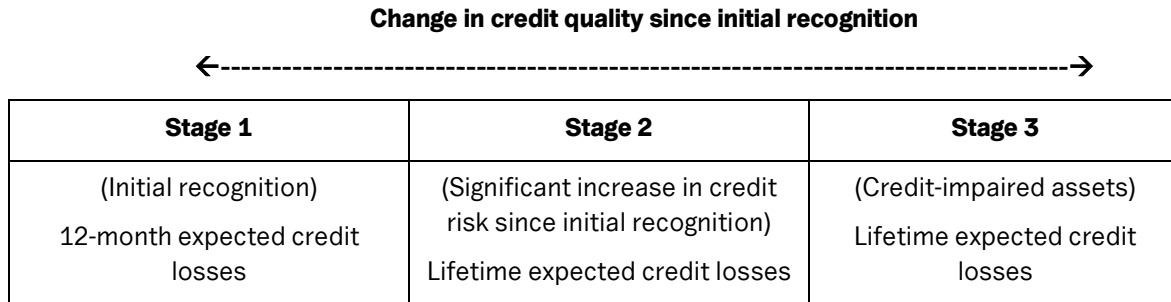 Change in credit quality since initial recognition
Stage 1
Stage 2
Stage 3
(Initial recognition)
12-month expected credit
losses
(Significant increase in credit
risk since initial recognition)
Lifetime expected credit losses
(Credit-impaired assets)
Lifetime expected credit
losses